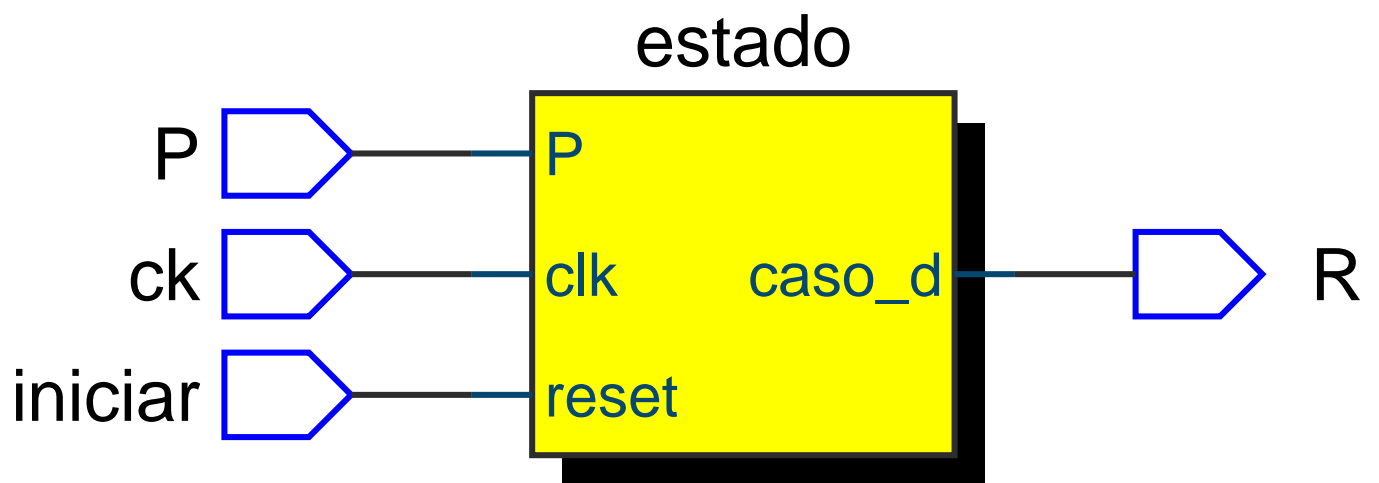 estado
P
P
ck
clk
caso_d
R
iniciar
reset